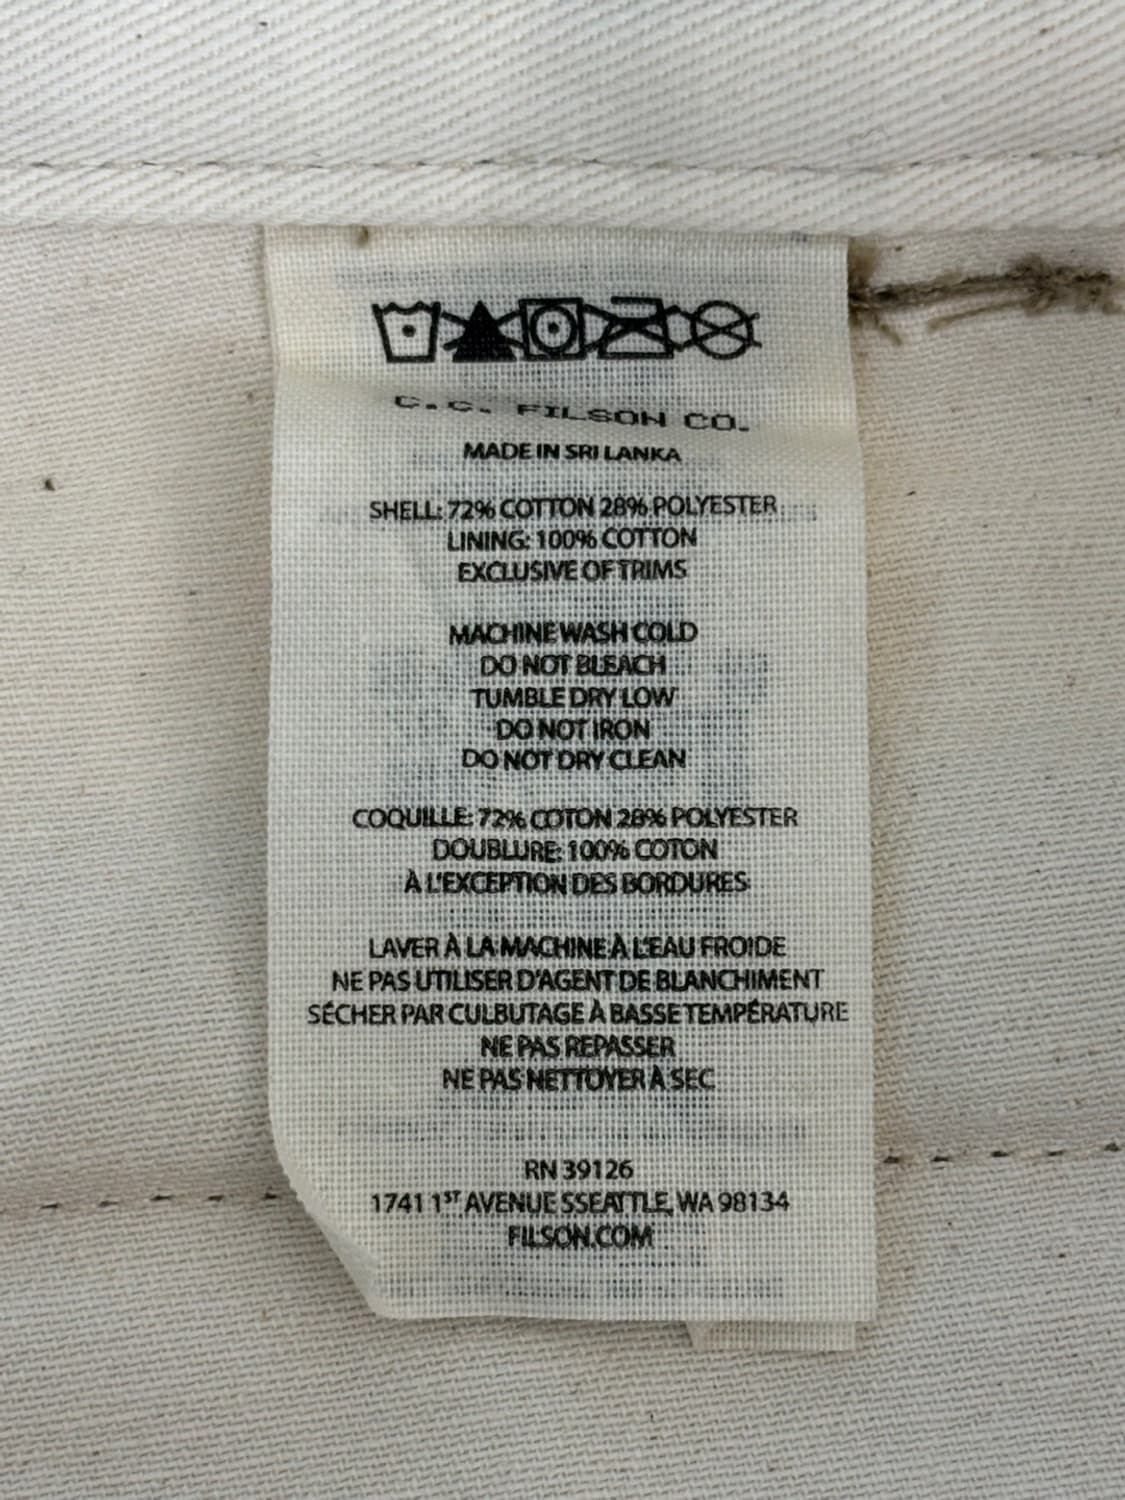 C.C. FILSON CO.
MADE IN SRI LANKA
SHELL: 72% COTTON 28% POLYESTER
LINING: 100% COTTON
EXCLUSIVE OF TRIMS
MACHINE WASH COLD
DO NOT BLEACH
TUMBLE DRY LOW
DO NOT IRON
DO NOT DRY CLEAN
COQUILLE: 72% COTON 28% POLYESTER
DOUBLURE: 100% COTON
À L'EXCEPTION DES BORDURES
LAVER À LA MACHINE À L'EAU FROIDE
NE PAS UTILISER D'AGENT DE BLANCHIMENT
SÉCHER PAR CULBUTAGE À BASSE TEMPÉRATURE
NE PAS REPASSER
NE PAS NETTOYER À SEC
RN 39126
1741 1ST AVENUE SSEATTLE, WA 98134
FILSON.COM